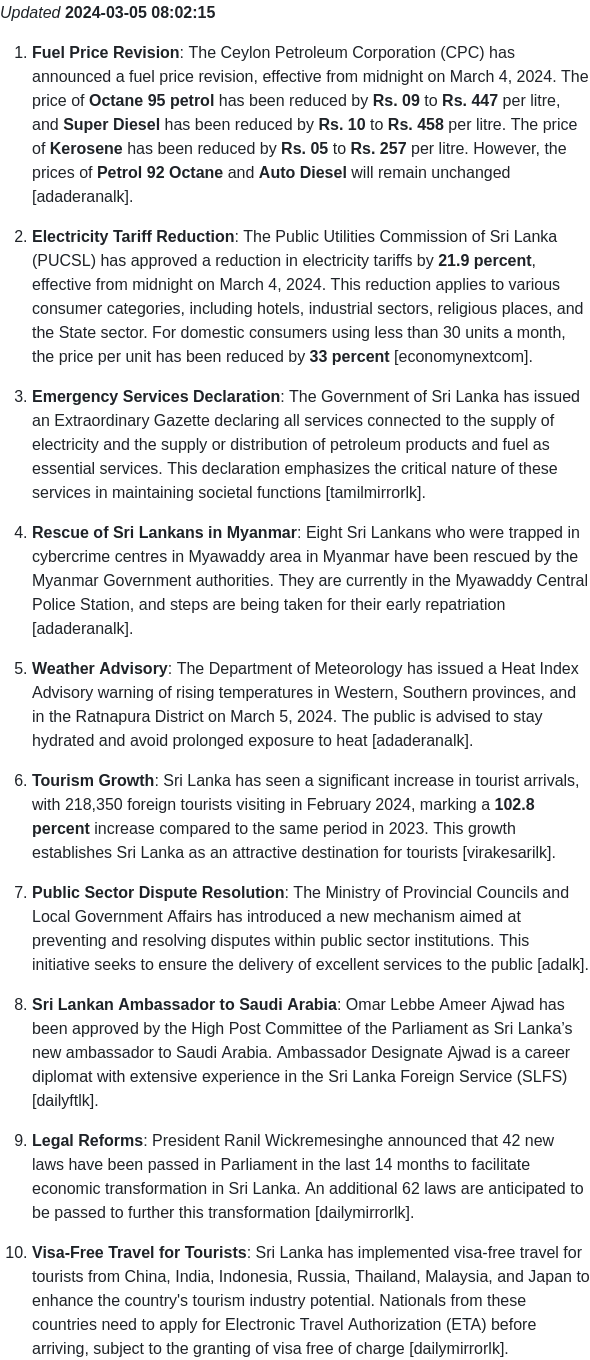 Updated 2024-03-05 08:02:15
1. Fuel Price Revision: The Ceylon Petroleum Corporation (CPC) has
announced a fuel price revision, effective from midnight on March 4, 2024. The
price of Octane 95 petrol has been reduced by Rs. 09 to Rs. 447 per litre,
and Super Diesel has been reduced by Rs. 10 to Rs. 458 per litre. The price
of Kerosene has been reduced by Rs. 05 to Rs. 257 per litre. However, the
prices of Petrol 92 Octane and Auto Diesel will remain unchanged
[adaderanalk].
2. Electricity Tariff Reduction: The Public Utilities Commission of Sri Lanka
(PUCSL) has approved a reduction in electricity tariffs by 21.9 percent,
effective from midnight on March 4, 2024. This reduction applies to various
consumer categories, including hotels, industrial sectors, religious places, and
the State sector. For domestic consumers using less than 30 units a month,
the price per unit has been reduced by 33 percent [economynextcom].
3. Emergency Services Declaration: The Government of Sri Lanka has issued
an Extraordinary Gazette declaring all services connected to the supply of
electricity and the supply or distribution of petroleum products and fuel as
essential services. This declaration emphasizes the critical nature of these
services in maintaining societal functions [tamilmirrorlk].
4. Rescue of Sri Lankans in Myanmar: Eight Sri Lankans who were trapped in
cybercrime centres in Myawaddy area in Myanmar have been rescued by the
Myanmar Government authorities. They are currently in the Myawaddy Central
Police Station, and steps are being taken for their early repatriation
[adaderanalk].
5. Weather Advisory: The Department of Meteorology has issued a Heat Index
Advisory warning of rising temperatures in Western, Southern provinces, and
in the Ratnapura District on March 5, 2024. The public is advised to stay
hydrated and avoid prolonged exposure to heat [adaderanalk].
6. Tourism Growth: Sri Lanka has seen a significant increase in tourist arrivals,
with 218,350 foreign tourists visiting in February 2024, marking a 102.8
percent increase compared to the same period in 2023. This growth
establishes Sri Lanka as an attractive destination for tourists [virakesarilk].
7. Public Sector Dispute Resolution: The Ministry of Provincial Councils and
Local Government Affairs has introduced a new mechanism aimed at
preventing and resolving disputes within public sector institutions. This
initiative seeks to ensure the delivery of excellent services to the public [adalk].
8. Sri Lankan Ambassador to Saudi Arabia: Omar Lebbe Ameer Ajwad has
been approved by the High Post Committee of the Parliament as Sri Lanka’s
new ambassador to Saudi Arabia. Ambassador Designate Ajwad is a career
diplomat with extensive experience in the Sri Lanka Foreign Service (SLFS)
[dailyftlk].
9. Legal Reforms: President Ranil Wickremesinghe announced that 42 new
laws have been passed in Parliament in the last 14 months to facilitate
economic transformation in Sri Lanka. An additional 62 laws are anticipated to
be passed to further this transformation [dailymirrorlk].
10. Visa-Free Travel for Tourists: Sri Lanka has implemented visa-free travel for
tourists from China, India, Indonesia, Russia, Thailand, Malaysia, and Japan to
enhance the country's tourism industry potential. Nationals from these
countries need to apply for Electronic Travel Authorization (ETA) before
arriving, subject to the granting of visa free of charge [dailymirrorlk].